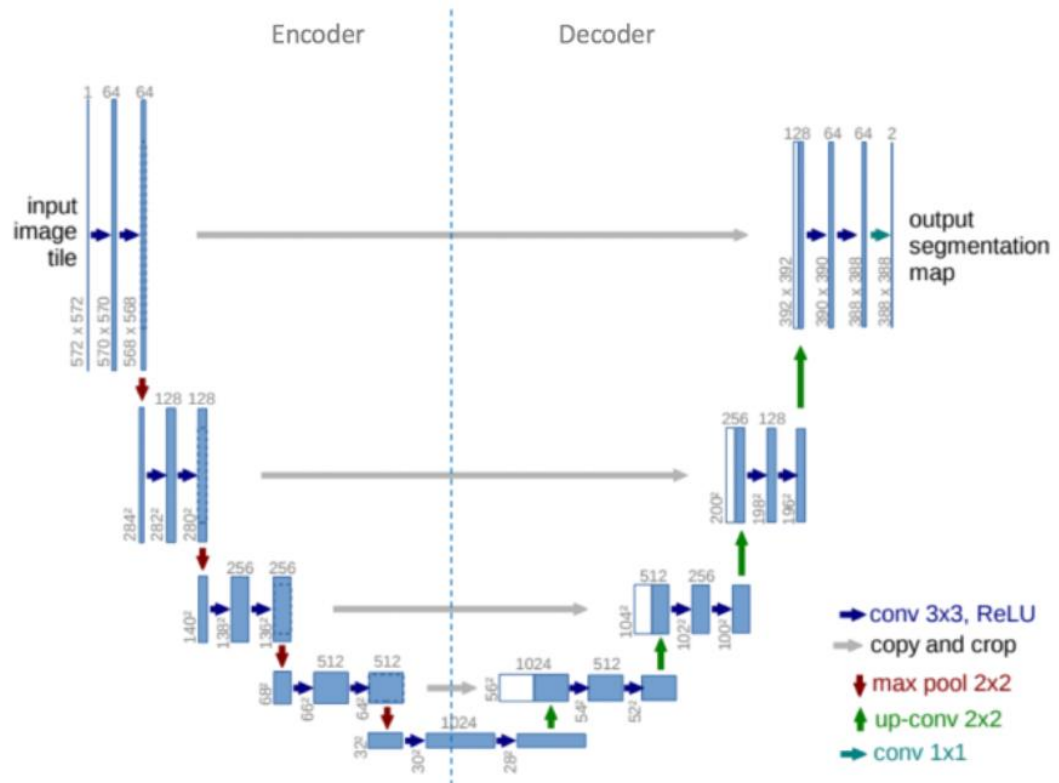 Encoder
Decoder
1 64 64
input
image
tile
572 x 572
570 x 570
568 x 568
128 64 64 2
output
segmentation
map
392 x 392
390 x 390
388 x 388
388 x 388
128 128
284²
282²
280²
256 128
200²
198²
196²
256 256
140²
138²
136²
512 256
104²
102²
100²
512 512
68²
66²
64²
1024 512
56²
54²
52²
1024
32²
30²
28²
conv 3x3, ReLU
copy and crop
max pool 2x2
up-conv 2x2
conv 1x1